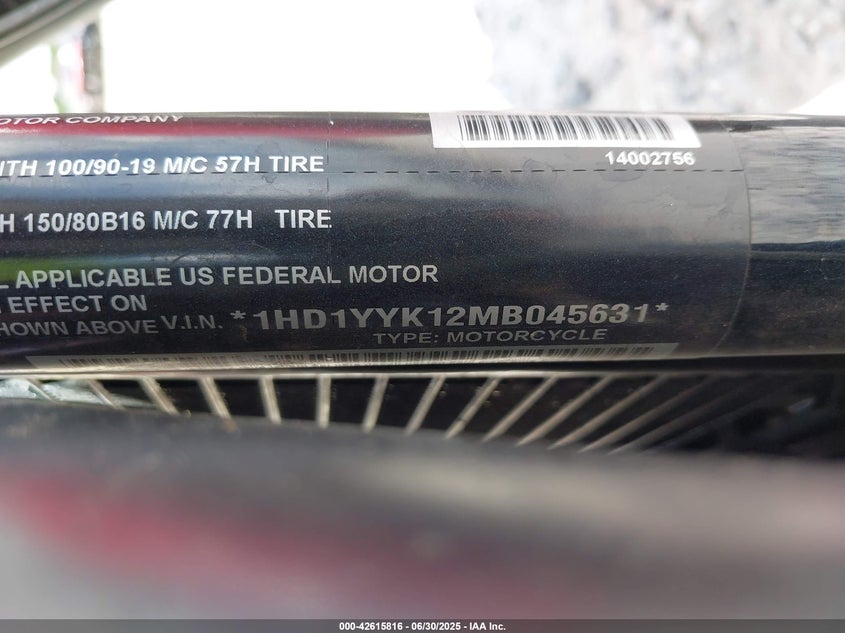 OTOR COMPANY
ITH 100/90-19 M/C 57H TIRE
14002756
H 150/80B16 M/C 77H TIRE
L APPLICABLE US FEDERAL MOTOR
EFFECT ON
HOWN ABOVE V.I.N. *1HD1YYK12MB045631*
TYPE: MOTORCYCLE
000-42615816 - 06/30/2025 - IAA Inc.